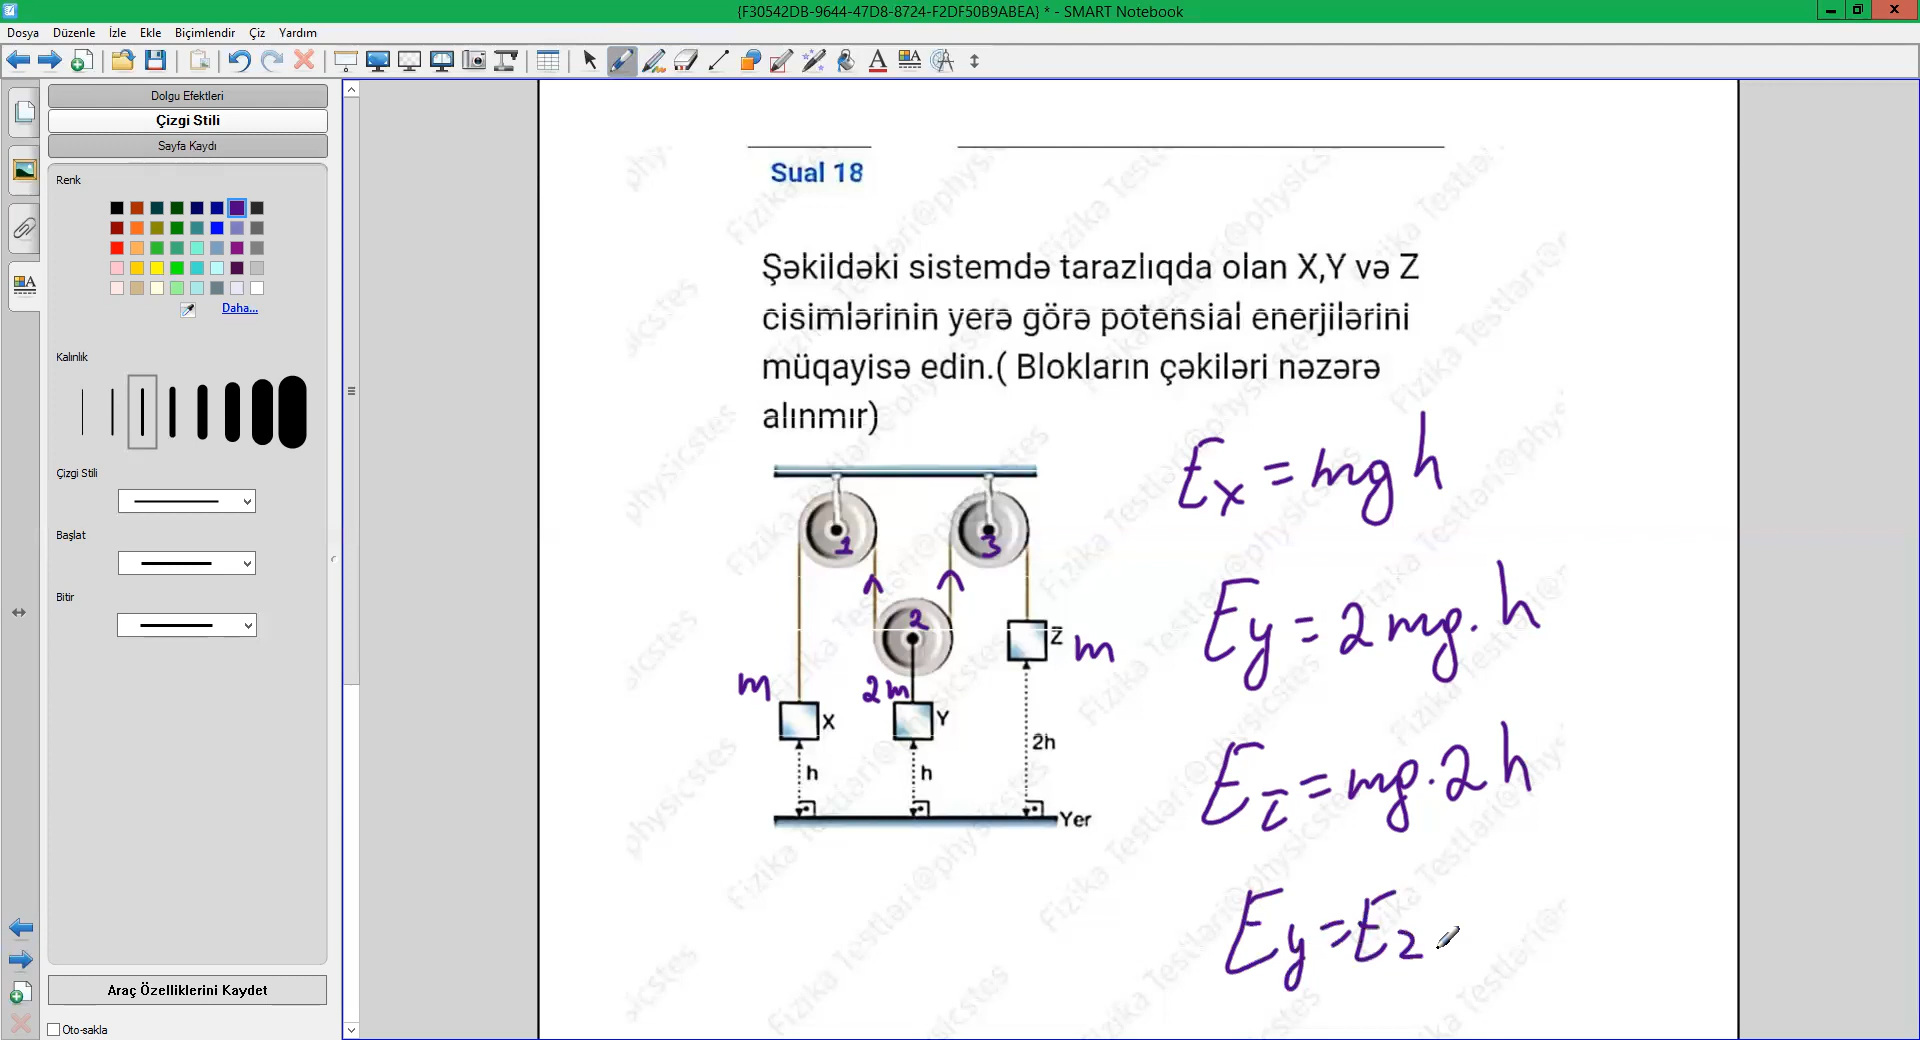 {F30542DB-9644-47D8-8724-F2DF50B9ABEA} * - SMART Notebook
Dosya Düzenle İzle Ekle Biçimlendir Çiz Yardım
Dolgu Efektleri
Çizgi Stili
Sayfa Kaydı
Renk
Daha...
Kalınlık
Çizgi Stili
Başlat
Bitir
Araç Özelliklerini Kaydet
Oto-sakla
Sual 18
Şəkildəki sistemdə tarazlıqda olan X,Y və Z
cisimlərinin yerə görə potensial enerjilərini
müqayisə edin.( Blokların çəkiləri nəzərə
alınmır)
1 3
2
Z m
m 2m
X Y
2h
h h
Yer
Ex = mgh
Ey = 2mg.h
Ez = mg.2h
Ey = Ez
Fizika Testləri@physicstes